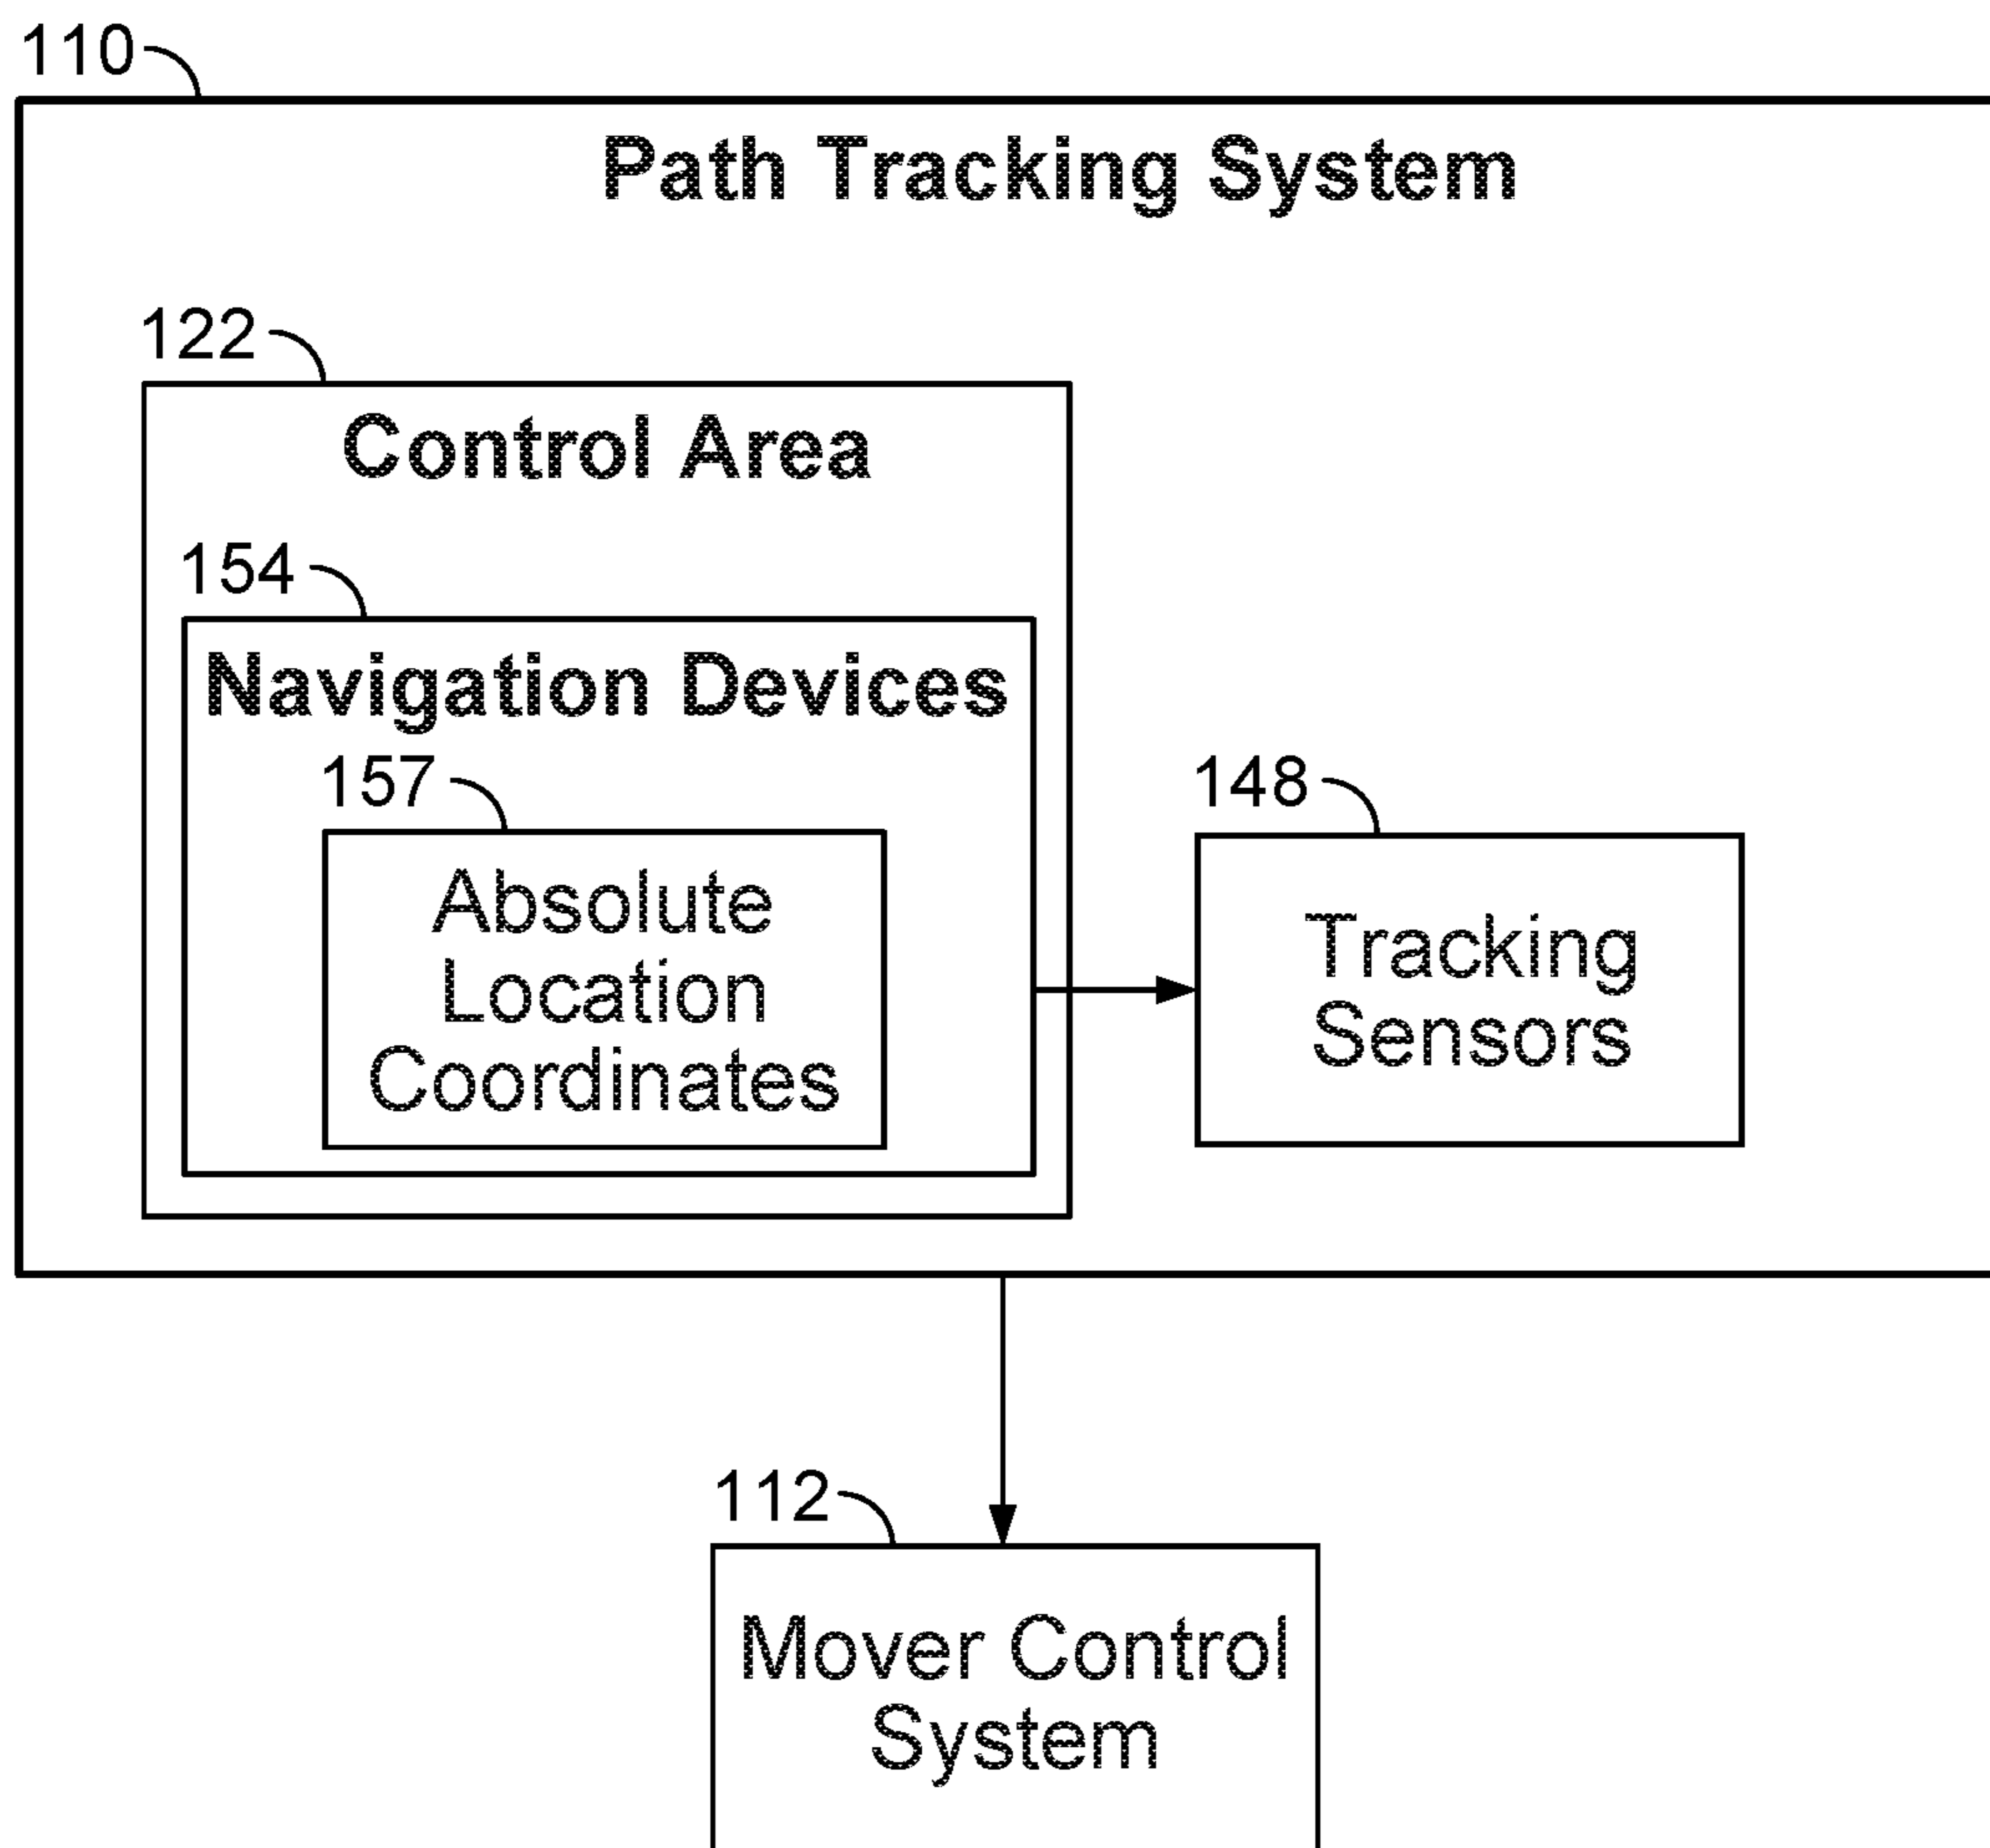 110
Path Tracking System
122
Control Area
154
Navigation Devices
157
148
Absolute
Location
Coordinates
Tracking
Sensors
112
Mover Control
System